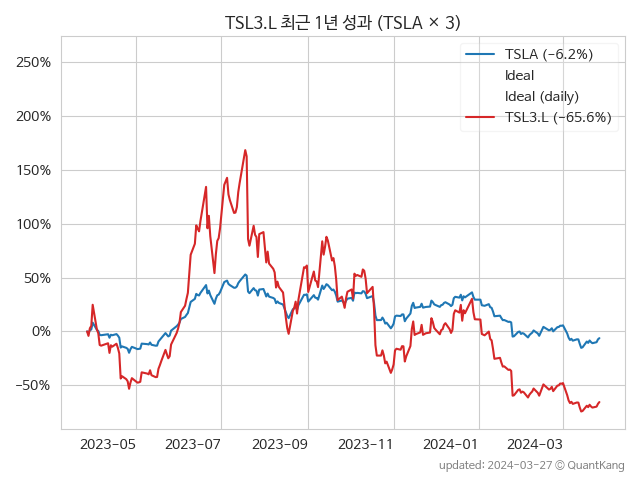 TSL3.L 최근 1년 성과 (TSLA × 3)
TSLA (−6.2%)
Ideal
Ideal (daily)
TSL3.L (−65.6%)
250%
200%
150%
100%
50%
0%
−50%
2023−05
2023−07
2023−09
2023−11
2024−01
2024−03
updated: 2024−03−27 © QuantKang